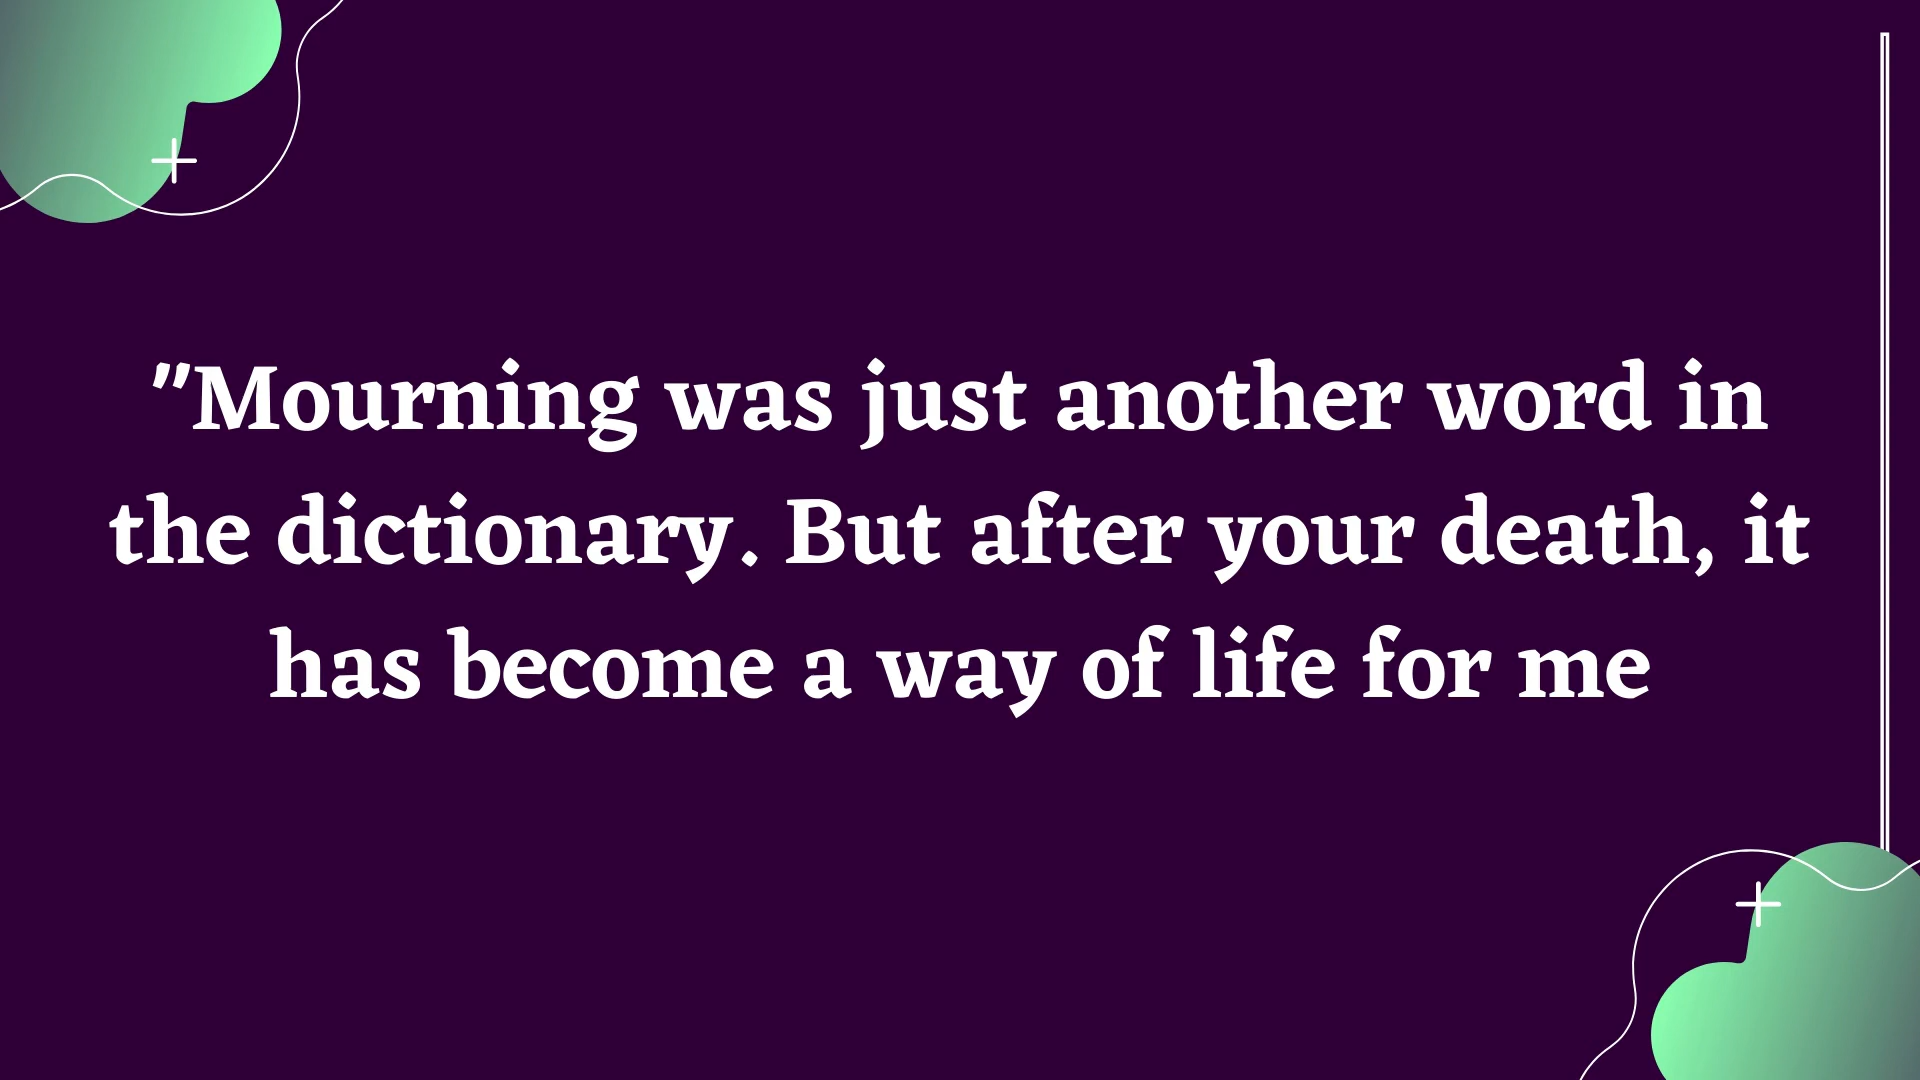 "Mourning was just another word in
the dictionary. But after your death, it
has become a way of life for me